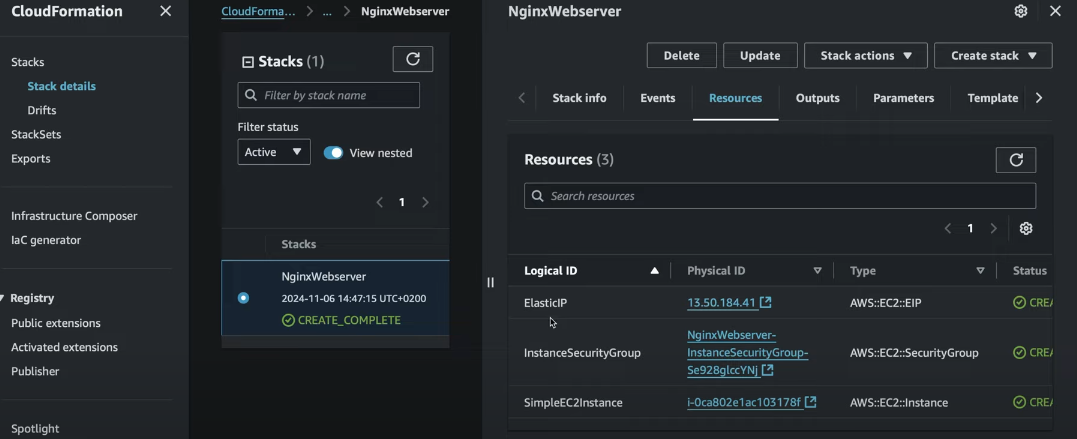 CloudFormation
Stacks
Stack details
Drifts
StackSets
Exports
Infrastructure Composer
IaC generator
Registry
Public extensions
Activated extensions
Publisher
Spotlight
CloudForma... > ... > NginxWebserver
Stacks (1)
Filter by stack name
Filter status
Active
View nested
1
Stacks
NginxWebserver
2024-11-06 14:47:15 UTC+0200
CREATE_COMPLETE
NginxWebserver
Delete Update Stack actions Create stack
Stack info Events Resources Outputs Parameters Template
Resources (3)
Search resources
1
Logical ID Physical ID Type Status
ElasticIP 13.50.184.41 AWS::EC2::EIP CREA
NginxWebserver-
InstanceSecurityGroup InstanceSecurityGroup- AWS::EC2::SecurityGroup CREA
Se928glccYNj
SimpleEC2Instance i-0ca802e1ac103178f AWS::EC2::Instance CREA